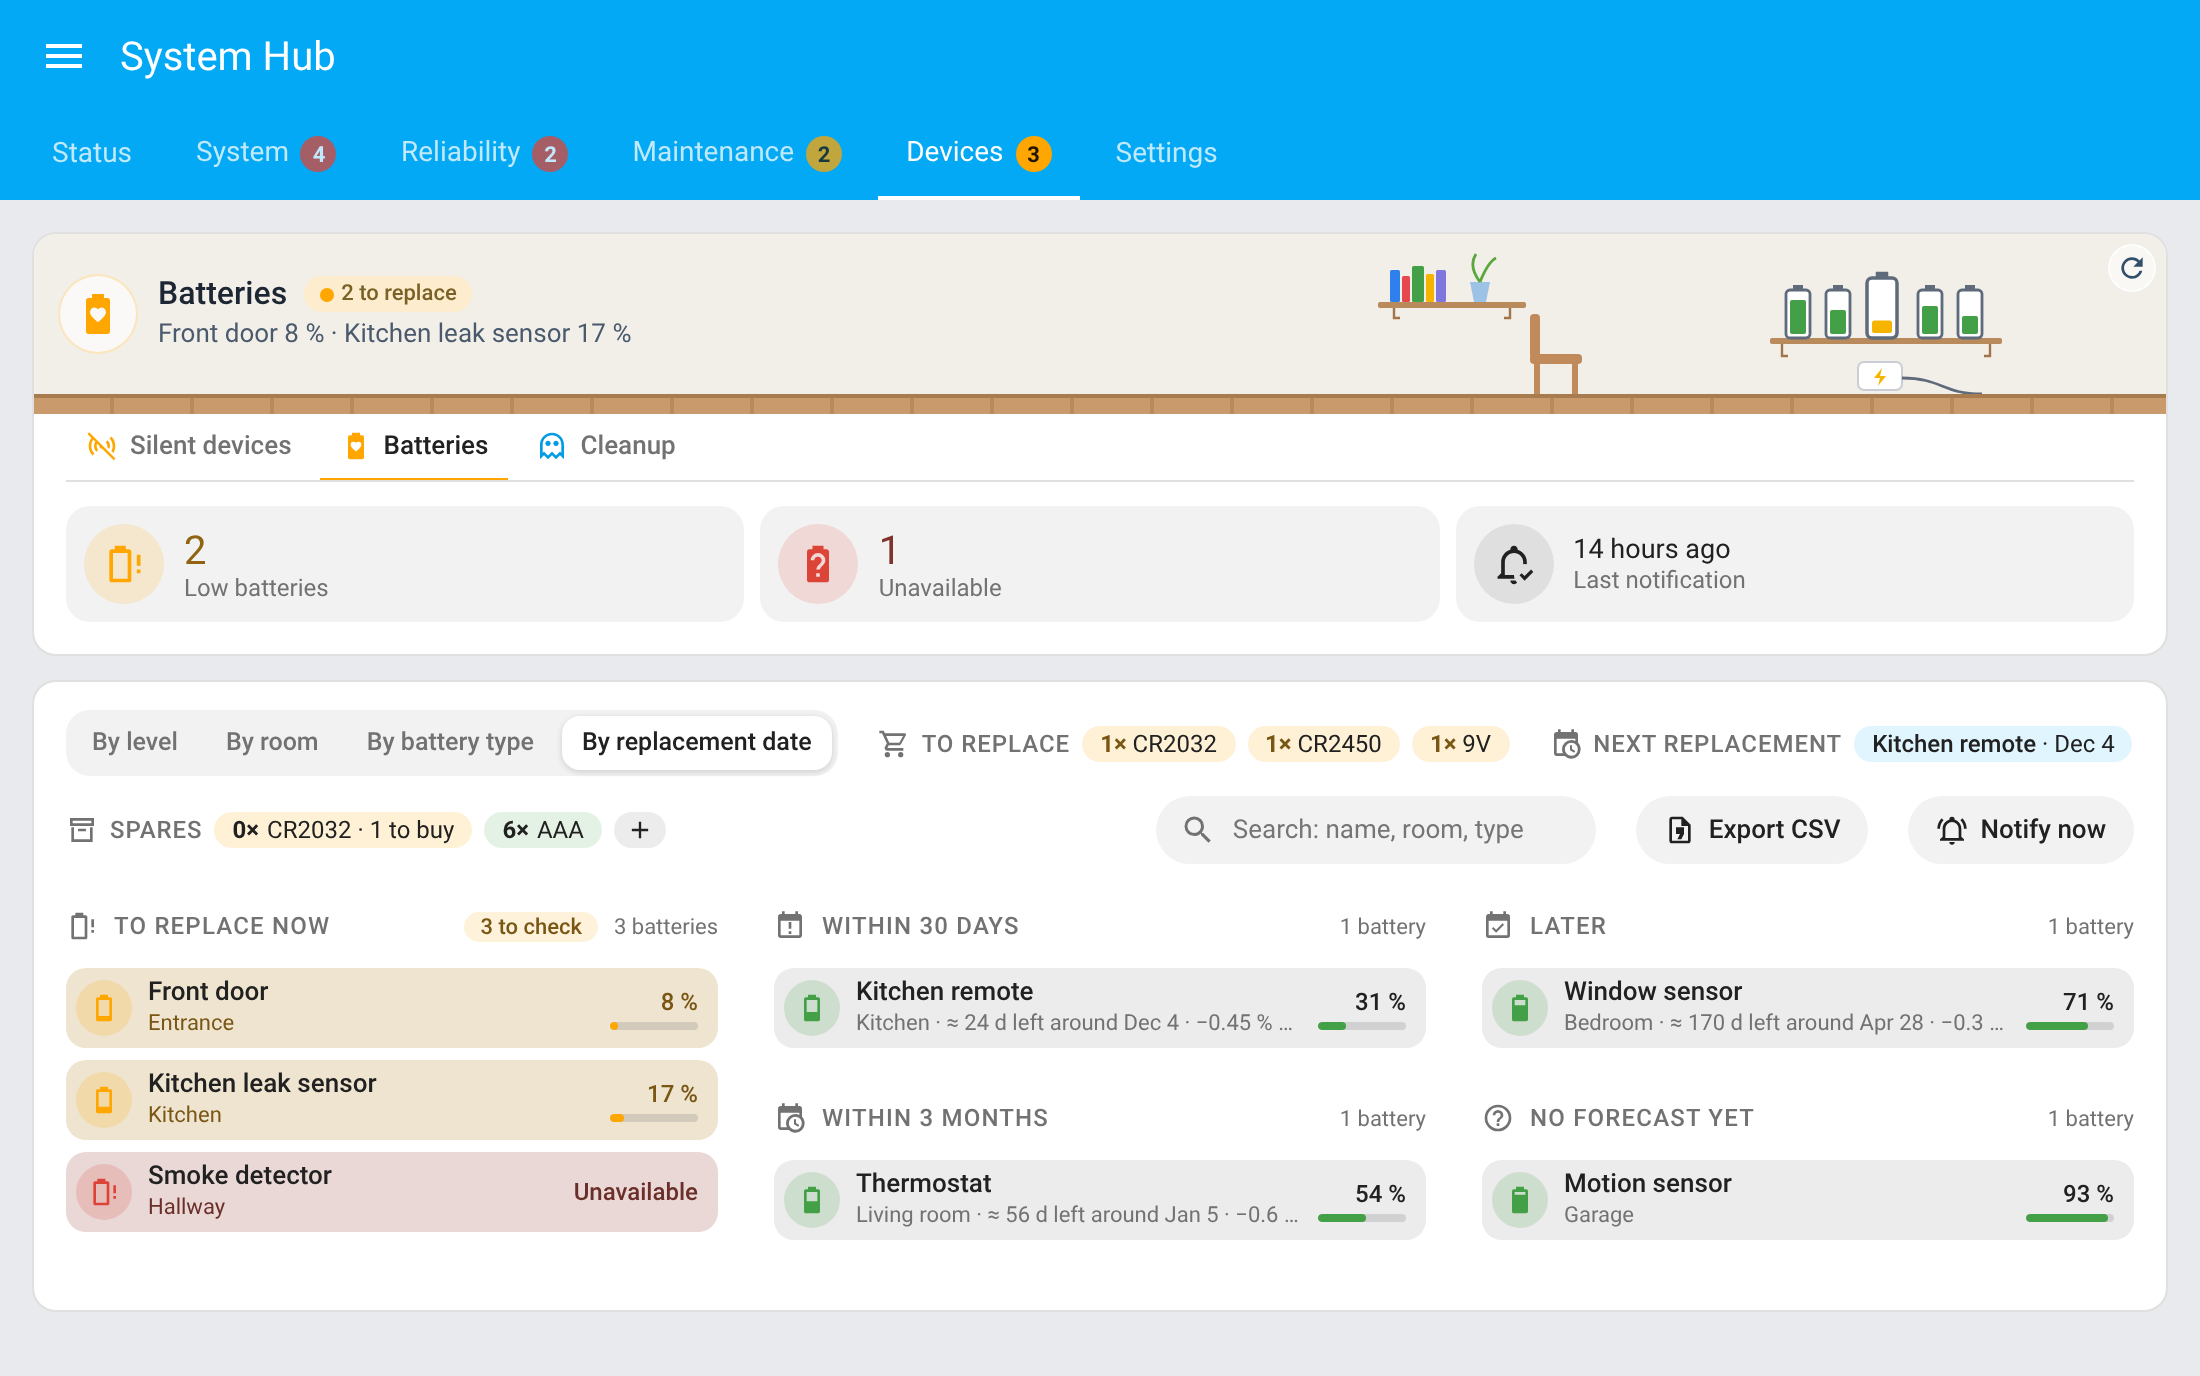 System Hub
Status
System 4
Reliability 2
Maintenance 2
Devices 3
Settings
Batteries
2 to replace
Front door 8 % · Kitchen leak sensor 17 %
Silent devices
Batteries
Cleanup
2
Low batteries
1
Unavailable
14 hours ago
Last notification
By level
By room
By battery type
By replacement date
TO REPLACE
1× CR2032
1× CR2450
1× 9V
NEXT REPLACEMENT
Kitchen remote · Dec 4
SPARES
0× CR2032 · 1 to buy
6× AAA
+
Search: name, room, type
Export CSV
Notify now
TO REPLACE NOW
3 to check
3 batteries
Front door
Entrance
8 %
Kitchen leak sensor
Kitchen
17 %
Smoke detector
Hallway
Unavailable
WITHIN 30 DAYS
1 battery
Kitchen remote
Kitchen · ≈ 24 d left around Dec 4 · −0.45 % ...
31 %
WITHIN 3 MONTHS
1 battery
Thermostat
Living room · ≈ 56 d left around Jan 5 · −0.6 ...
54 %
LATER
1 battery
Window sensor
Bedroom · ≈ 170 d left around Apr 28 · −0.3 ...
71 %
NO FORECAST YET
1 battery
Motion sensor
Garage
93 %